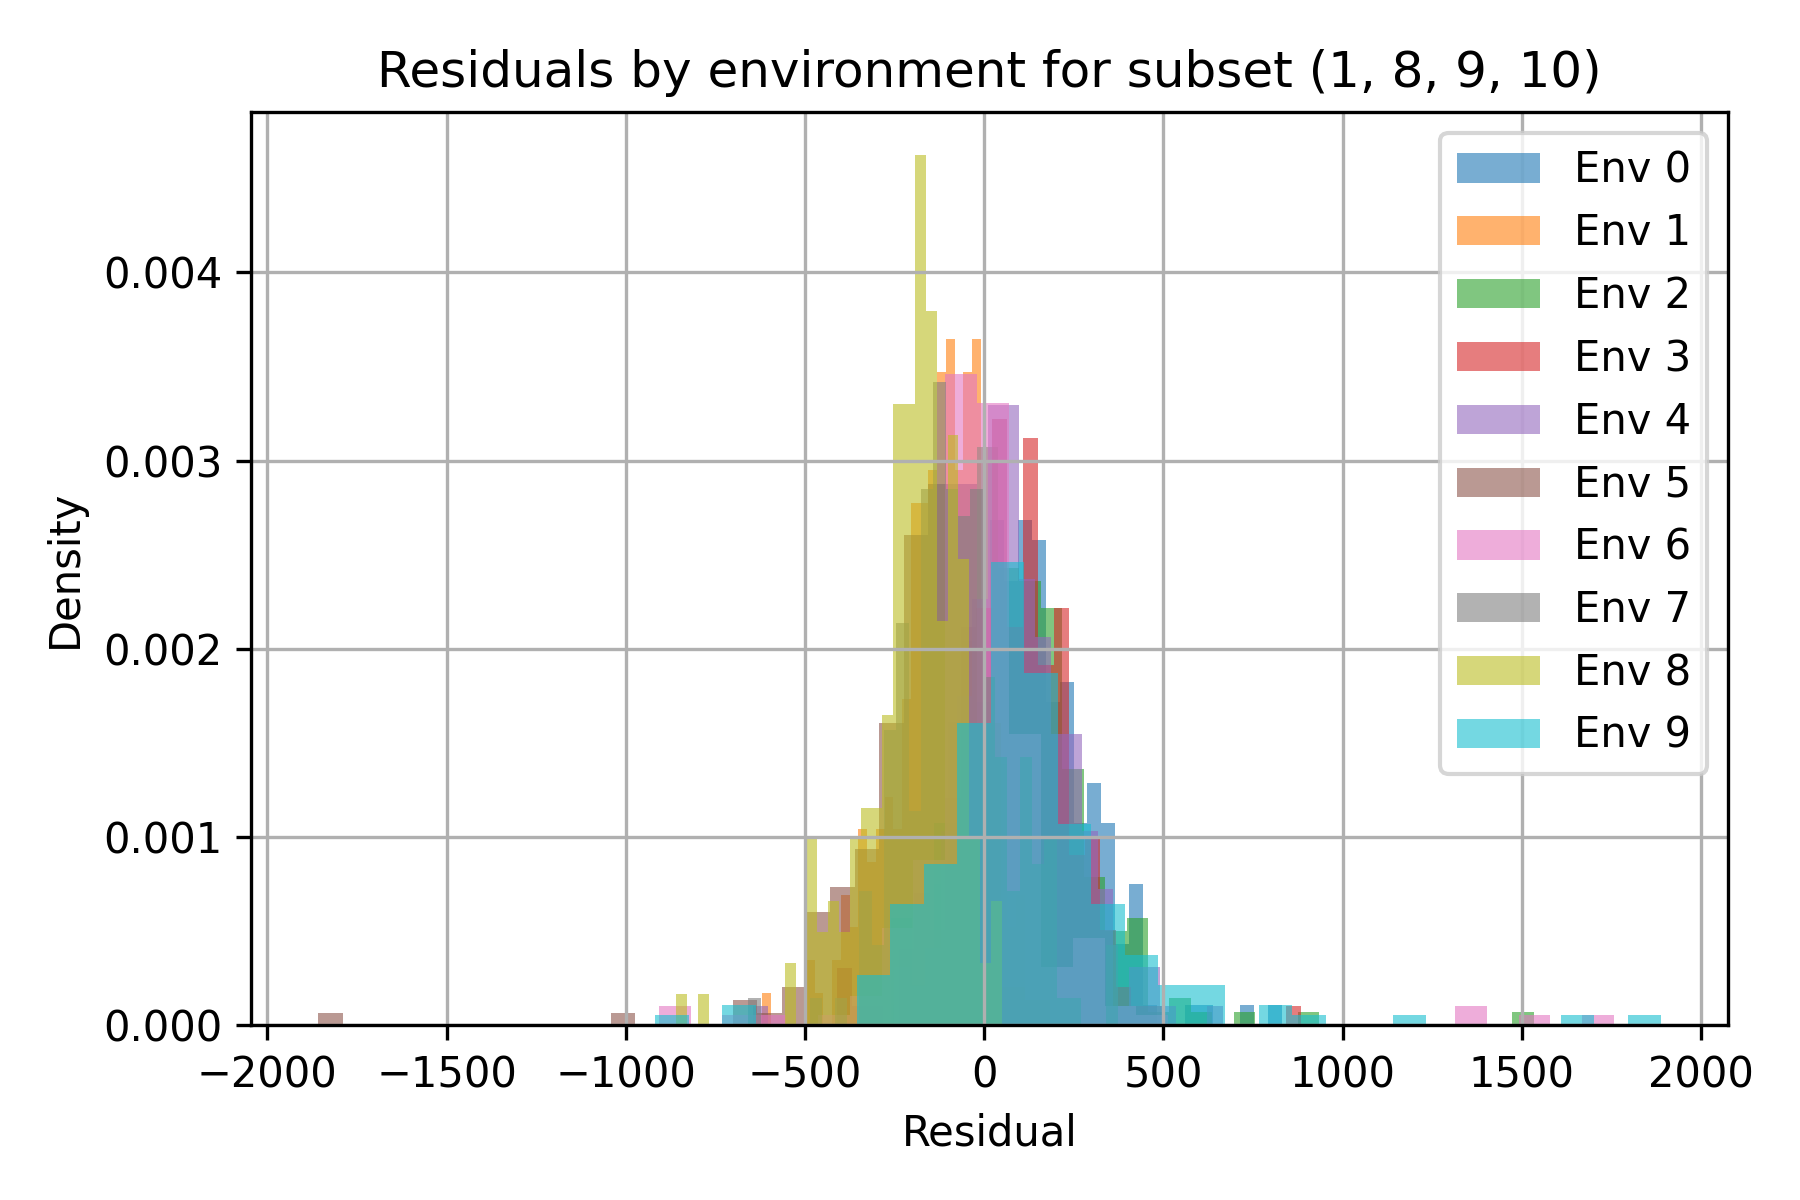 Residuals by environment for subset (1, 8, 9, 10)
Env 0
Env 1
Env 2
Env 3
Env 4
Env 5
Env 6
Env 7
Env 8
Env 9
Density
0.004
0.003
0.002
0.001
0.000
−2000 −1500 −1000 −500 0 500 1000 1500 2000
Residual